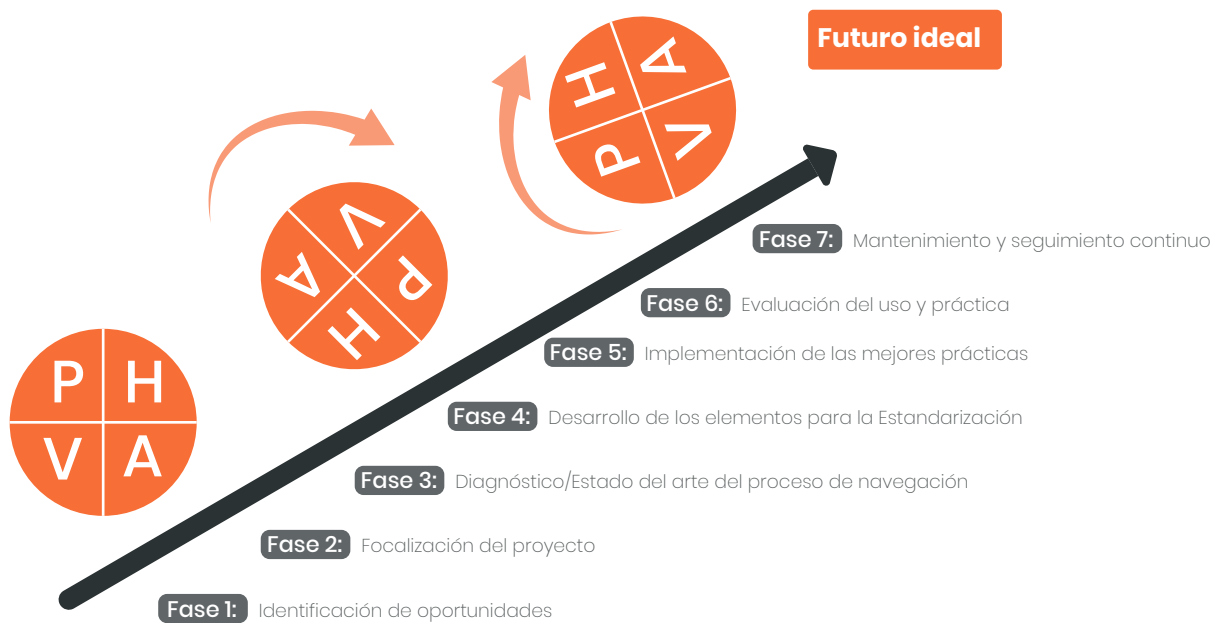 Futuro ideal
P H
V A
V
A P
H
H A
P V
Fase 7: Mantenimiento y seguimiento continuo
Fase 6: Evaluación del uso y práctica
Fase 5: Implementación de las mejores prácticas
Fase 4: Desarrollo de los elementos para la Estandarización
Fase 3: Diagnóstico/Estado del arte del proceso de navegación
Fase 2: Focalización del proyecto
Fase 1: Identificación de oportunidades